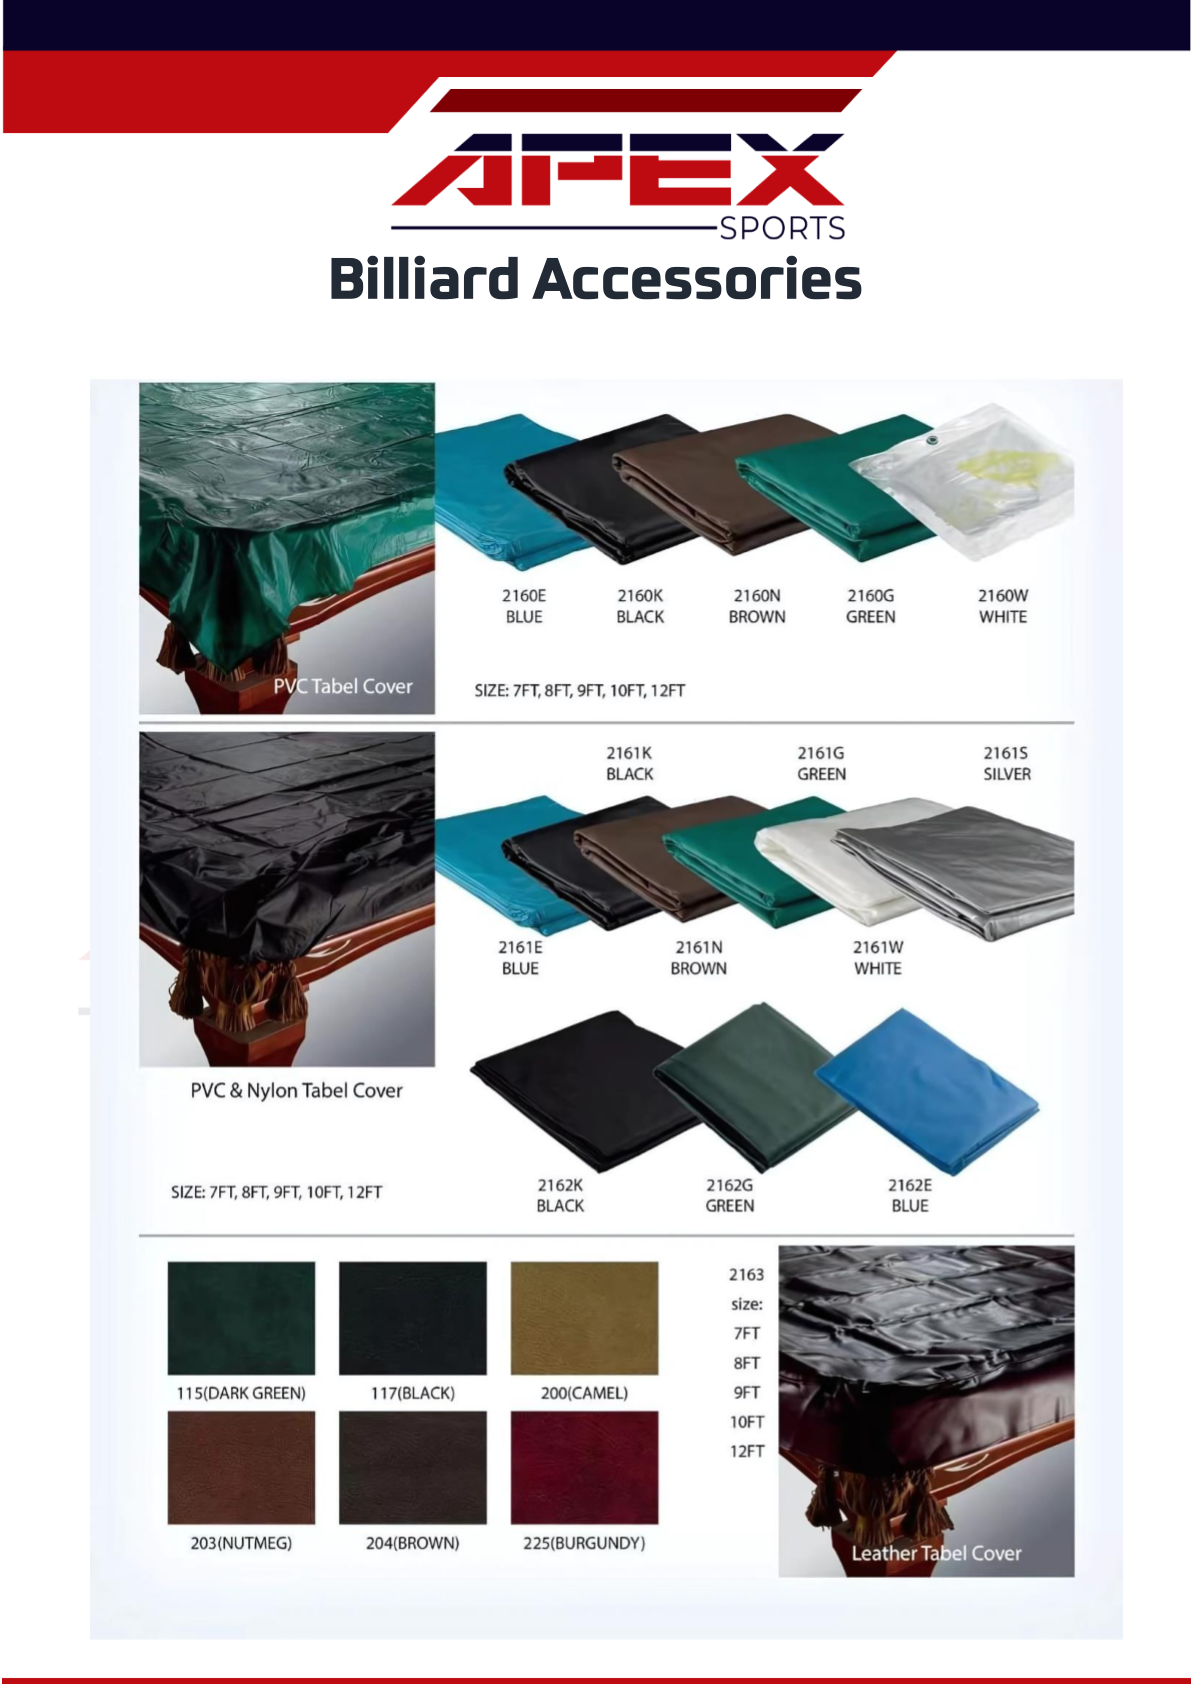 APEX
SPORTS
Billiard Accessories
2160E
BLUE
2160K
BLACK
2160N
BROWN
2160G
GREEN
2160W
WHITE
PVC Tabel Cover
SIZE: 7FT, 8FT, 9FT, 10FT, 12FT
2161K
BLACK
2161G
GREEN
2161S
SILVER
2161E
BLUE
2161N
BROWN
2161W
WHITE
PVC & Nylon Tabel Cover
SIZE: 7FT, 8FT, 9FT, 10FT, 12FT
2162K
BLACK
2162G
GREEN
2162E
BLUE
115(DARK GREEN)
117(BLACK)
200(CAMEL)
203(NUTMEG)
204(BROWN)
225(BURGUNDY)
2163
size:
7FT
8FT
9FT
10FT
12FT
Leather Tabel Cover